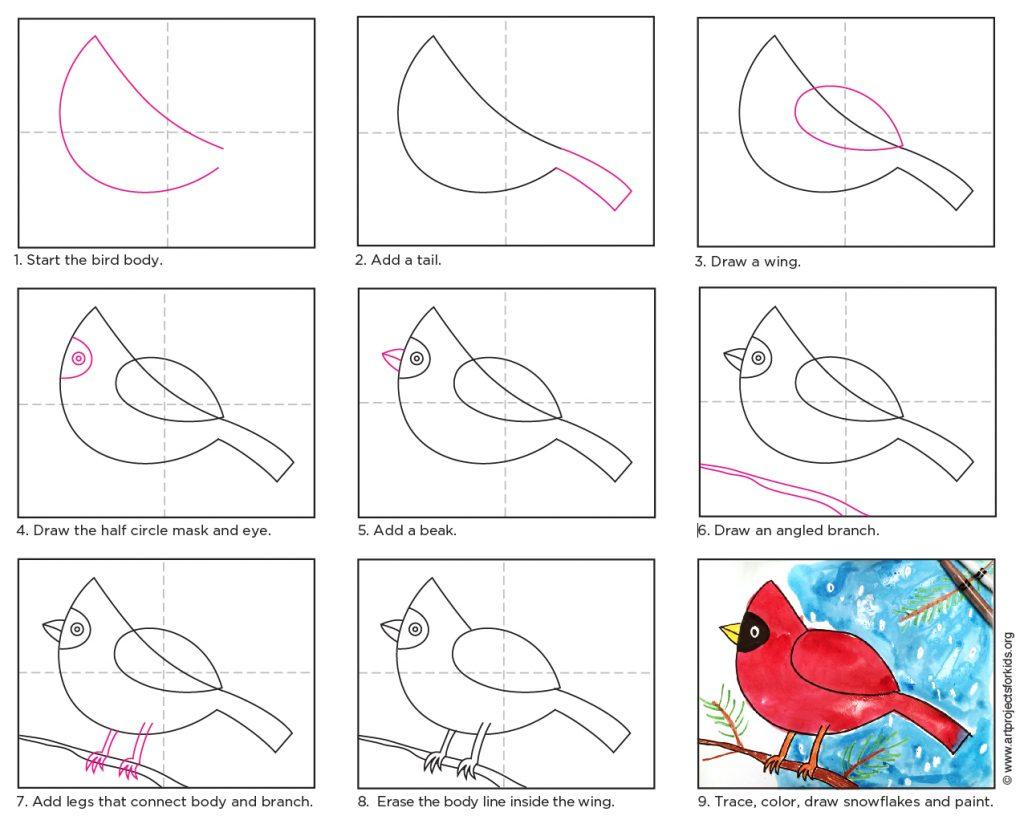 1. Start the bird body.
2. Add a tail.
3. Draw a wing.
4. Draw the half circle mask and eye.
5. Add a beak.
6. Draw an angled branch.
7. Add legs that connect body and branch.
8. Erase the body line inside the wing.
9. Trace, color, draw snowflakes and paint.
© www.artprojectsforkids.org